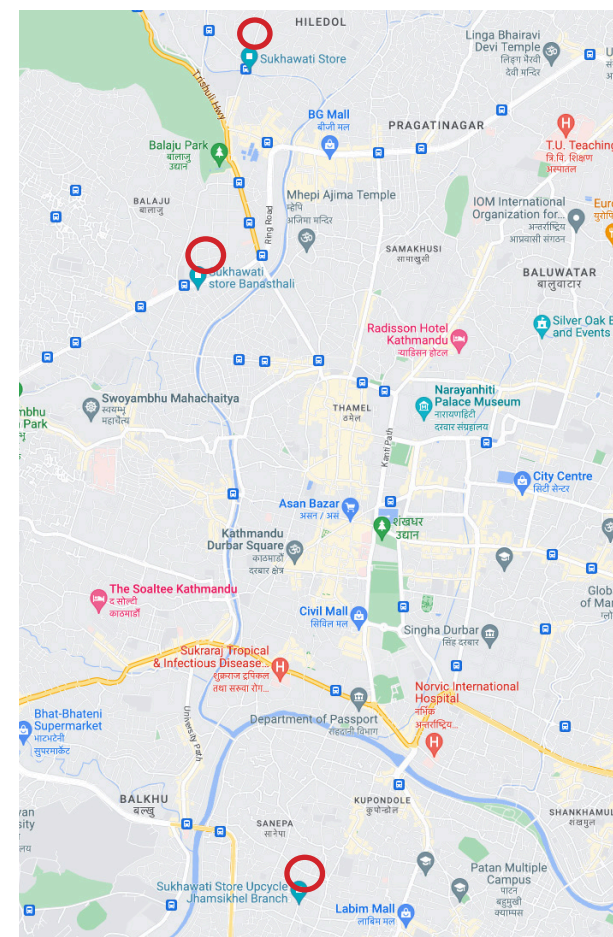 HILEDOL
Linga Bhairavi
Devi Temple
लिङ्ग भैरवी
देवी मन्दिर
Sukhawati Store
Trishuli Hwy
BG Mall
बीजी मल
PRAGATINAGAR
T.U. Teaching
त्रि.वि. शिक्षण
अस्पताल
Balaju Park
बालाजु
उद्यान
BALAJU
बालाजु
Mhepi Ajima Temple
म्हेपि
अजिमा मन्दिर
Ring Road
IOM International
Organization for...
अन्तर्राष्ट्रिय
आप्रवासी संगठन
SAMAKHUSI
सामाखुसी
BALUWATAR
बालुवाटार
Sukhawati
store Banasthali
Radisson Hotel
Kathmandu
र्‍याडिसन होटल
Silver Oak
and Events
Swoyambhu Mahachaitya
स्वयम्भू
महाचैत्य
Park
THAMEL
ठमेल
Narayanhiti
Palace Museum
नारायणहिटी
दरवार संग्रहालय
Kanti Path
City Centre
सिटी सेन्टर
Asan Bazar
असन / असं
शंखधर
उद्यान
Kathmandu
Durbar Square
काठमाडौं
दरबार क्षेत्र
The Soaltee Kathmandu
द सोल्टी
काठमाडौं
Civil Mall
सिविल मल
Singha Durbar
सिंह दरबार
of
Sukraraj Tropical
& Infectious Disease...
शुक्रराज ट्रपिकल
तथा सरुवा रोग...
Norvic International
Hospital
नर्भिक
अन्तर्राष्ट्रिय...
Bhat-Bhateni
Supermarket
भाटभटेनी
सुपरमार्केट
University Path
Department of Passport
राहदानी विभाग
BALKHU
बल्खु
KUPONDOLE
कुपोन्डोल
SHANKHAMUL
शंखमुल
SANEPA
सानेपा
Sukhawati Store Upcycle
Jhamsikhel Branch
Patan Multiple
Campus
पाटन
बहुमुखी
क्याम्पस
Labim Mall
लाबिम मल